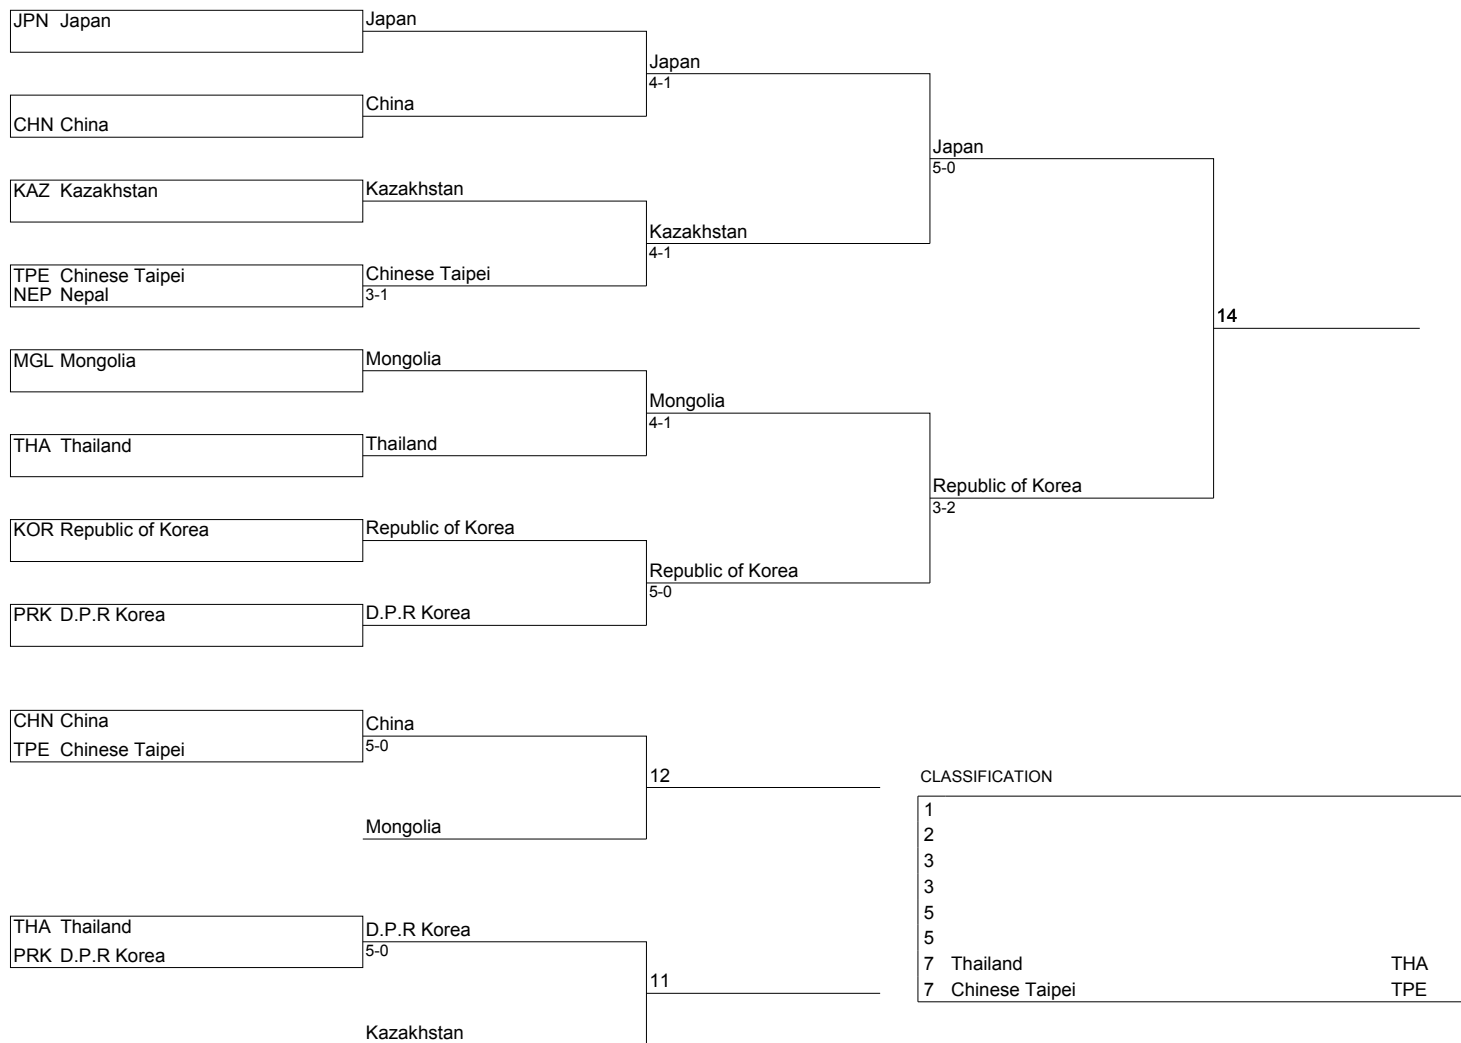 JPN Japan
Japan
Japan
4-1
China
CHN China
Japan
5-0
KAZ Kazakhstan
Kazakhstan
Kazakhstan
4-1
TPE Chinese Taipei
NEP Nepal
Chinese Taipei
3-1
14
MGL Mongolia
Mongolia
Mongolia
4-1
THA Thailand
Thailand
Republic of Korea
3-2
KOR Republic of Korea
Republic of Korea
Republic of Korea
5-0
PRK D.P.R Korea
D.P.R Korea
CHN China
TPE Chinese Taipei
China
5-0
12
Mongolia
THA Thailand
PRK D.P.R Korea
D.P.R Korea
5-0
11
Kazakhstan
CLASSIFICATION
1
2
3
3
5
5
7 Thailand THA
7 Chinese Taipei TPE